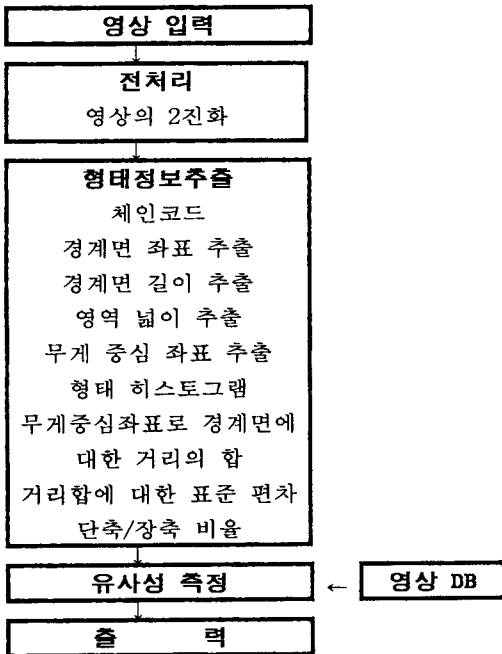 영상 입력
전처리
영상의 2진화
형태정보추출
체인코드
경계면 좌표 추출
경계면 길이 추출
영역 넓이 추출
무게 중심 좌표 추출
형태 히스토그램
무게중심좌표로 경계면에
대한 거리의 합
거리합에 대한 표준 편차
단축/장축 비율
유사성 측정 ← 영상 DB
출 력